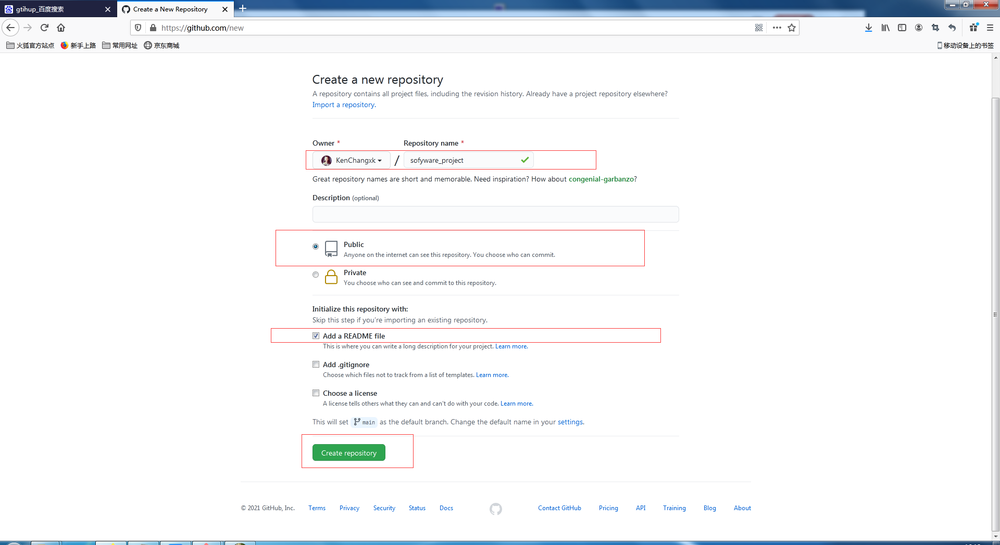 gtihup_百度搜索
Create a New Repository
https://github.com/new
火狐官方站点 新手上路 常用网址 京东商城 移动设备上的书签
Create a new repository
A repository contains all project files, including the revision history. Already have a project repository elsewhere?
Import a repository.
Owner * Repository name *
KenChangxk / sofyware_project
Great repository names are short and memorable. Need inspiration? How about congenial-garbanzo?
Description (optional)
Public
Anyone on the internet can see this repository. You choose who can commit.
Private
You choose who can see and commit to this repository.
Initialize this repository with:
Skip this step if you're importing an existing repository.
Add a README file
This is where you can write a long description for your project. Learn more.
Add .gitignore
Choose which files not to track from a list of templates. Learn more.
Choose a license
A license tells others what they can and can't do with your code. Learn more.
This will set main as the default branch. Change the default name in your settings.
Create repository
© 2021 GitHub, Inc. Terms Privacy Security Status Docs Contact GitHub Pricing API Training Blog About